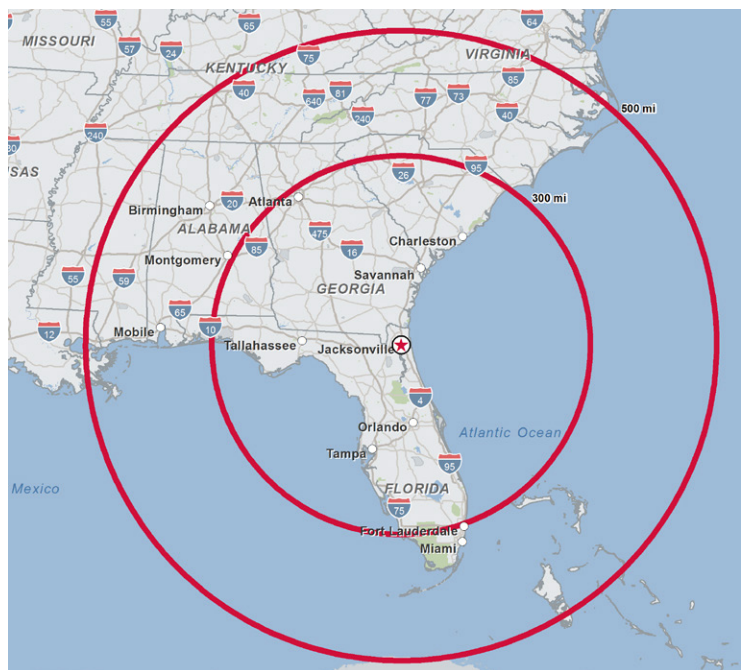 64
55
65
MISSOURI
57
24
75
VIRGINIA
KENTUCKY
85
40
81
640
77
73
500 mi
40
240
240
95
SAS
26
Atlanta
300 mi
20
Birmingham
ALABAMA
475
Charleston
85
16
Montgomery
Savannah
55
59
GEORGIA
65
10
Mobile
12
Tallahassee
Jacksonville
4
Orlando
Atlantic Ocean
Tampa
95
Mexico
FLORIDA
75
Fort Lauderdale
Miami